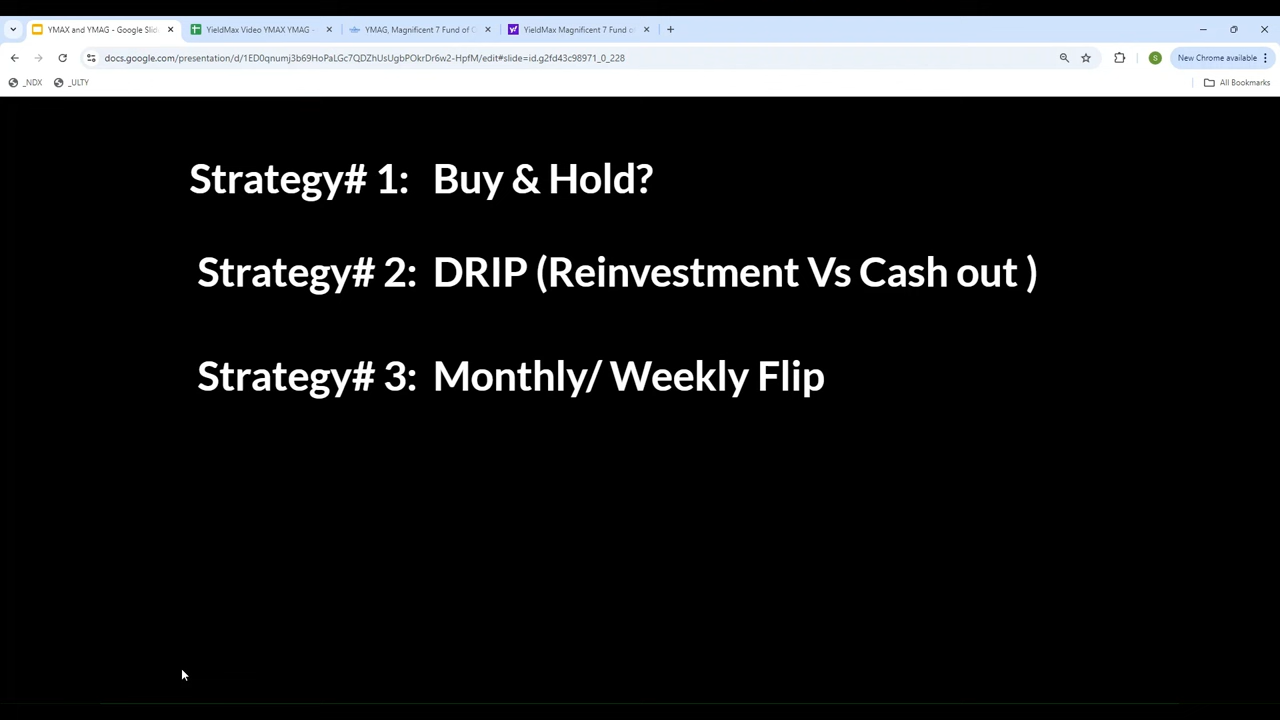 YMAX and YMAG - Google Slid
YieldMax Video YMAX YMAG -
YMAG, Magnificent 7 Fund of O
YieldMax Magnificent 7 Fund of
docs.google.com/presentation/d/1ED0qnumj3b69HoPaLGc7QDZhUsUgbPOkrDr6w2-HpfM/edit#slide=id.g2fd43c98971_0_228
S
New Chrome available
_NDX
_ULTY
All Bookmarks
Strategy# 1: Buy & Hold?
Strategy# 2: DRIP (Reinvestment Vs Cash out )
Strategy# 3: Monthly/ Weekly Flip